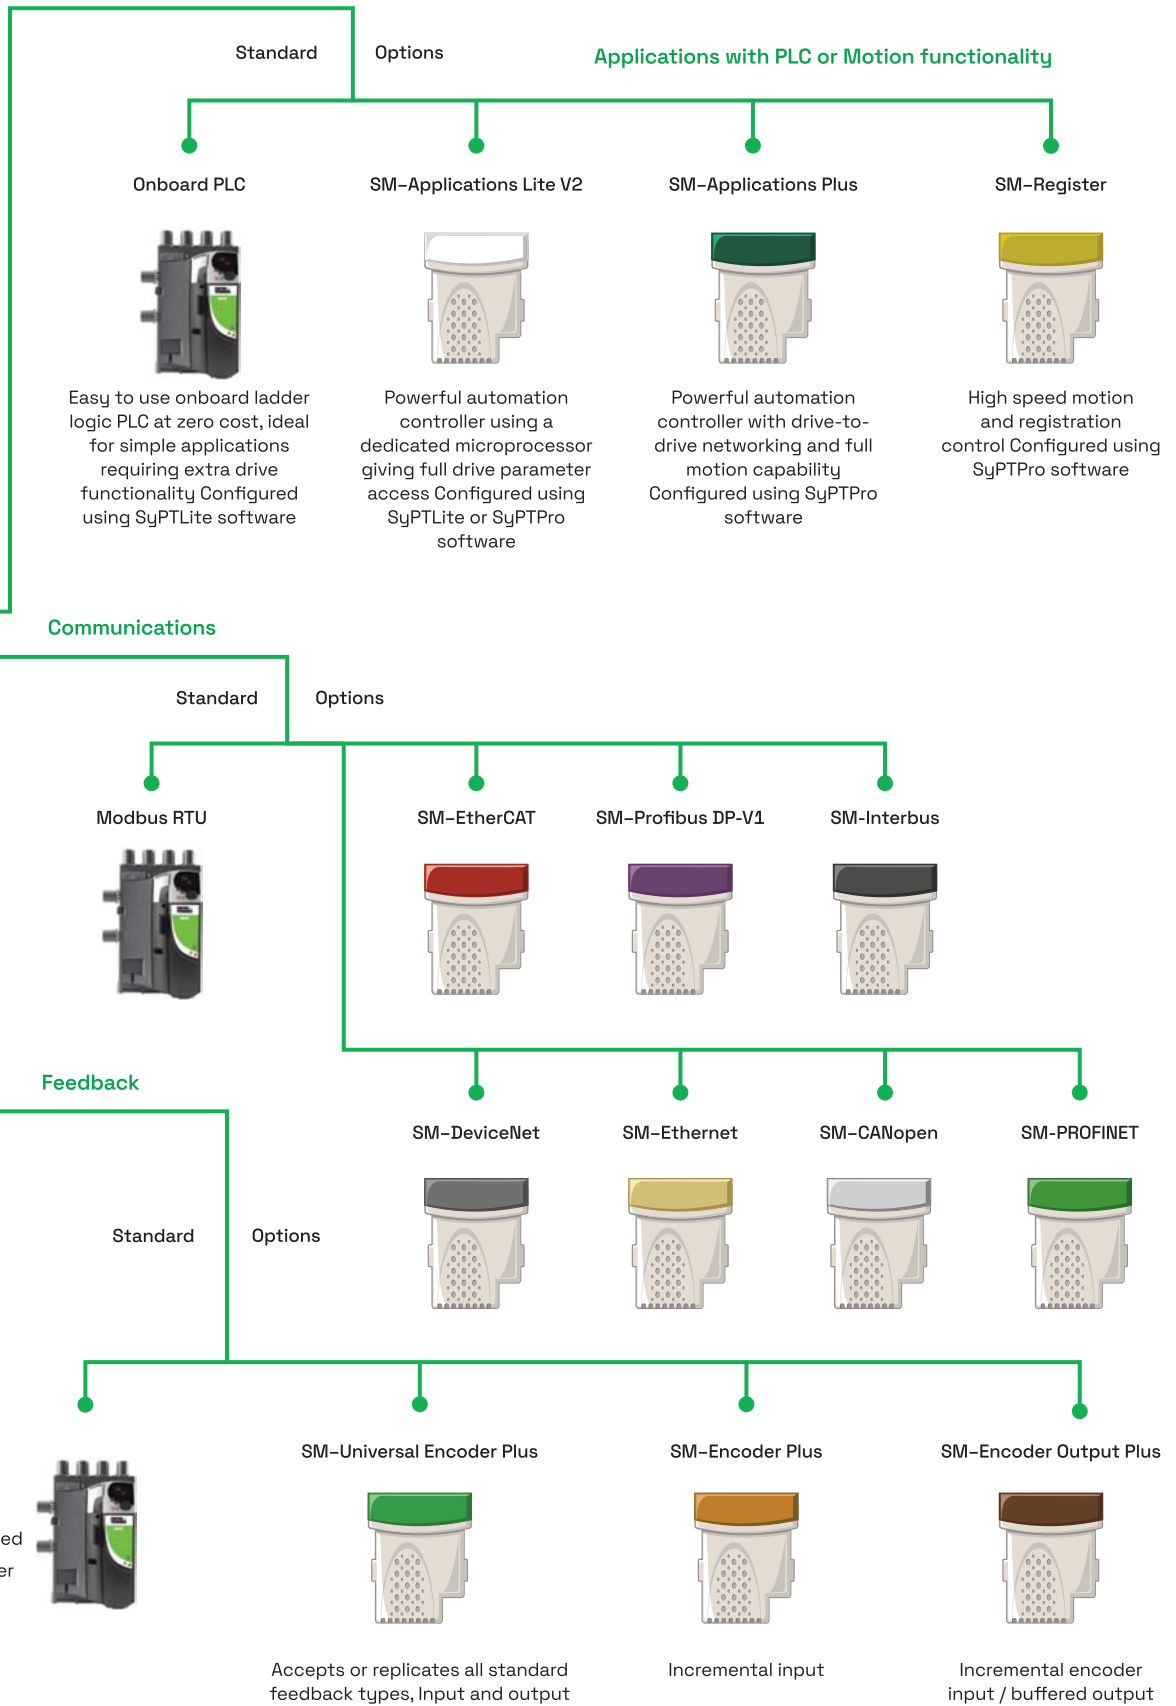 Standard
Options
Applications with PLC or Motion functionality
Onboard PLC
SM–Applications Lite V2
SM–Applications Plus
SM–Register
Easy to use onboard ladder
logic PLC at zero cost, ideal
for simple applications
requiring extra drive
functionality Configured
using SyPTLite software
Powerful automation
controller using a
dedicated microprocessor
giving full drive parameter
access Configured using
SyPTLite or SyPTPro
software
Powerful automation
controller with drive-to-
drive networking and full
motion capability
Configured using SyPTPro
software
High speed motion
and registration
control Configured using
SyPTPro software
Communications
Standard
Options
Modbus RTU
SM–EtherCAT
SM–Profibus DP-V1
SM-Interbus
SM–DeviceNet
SM–Ethernet
SM–CANopen
SM-PROFINET
Feedback
Standard
Options
SM–Universal Encoder Plus
SM–Encoder Plus
SM–Encoder Output Plus
ed
er
Accepts or replicates all standard
feedback types, Input and output
Incremental input
Incremental encoder
input / buffered output